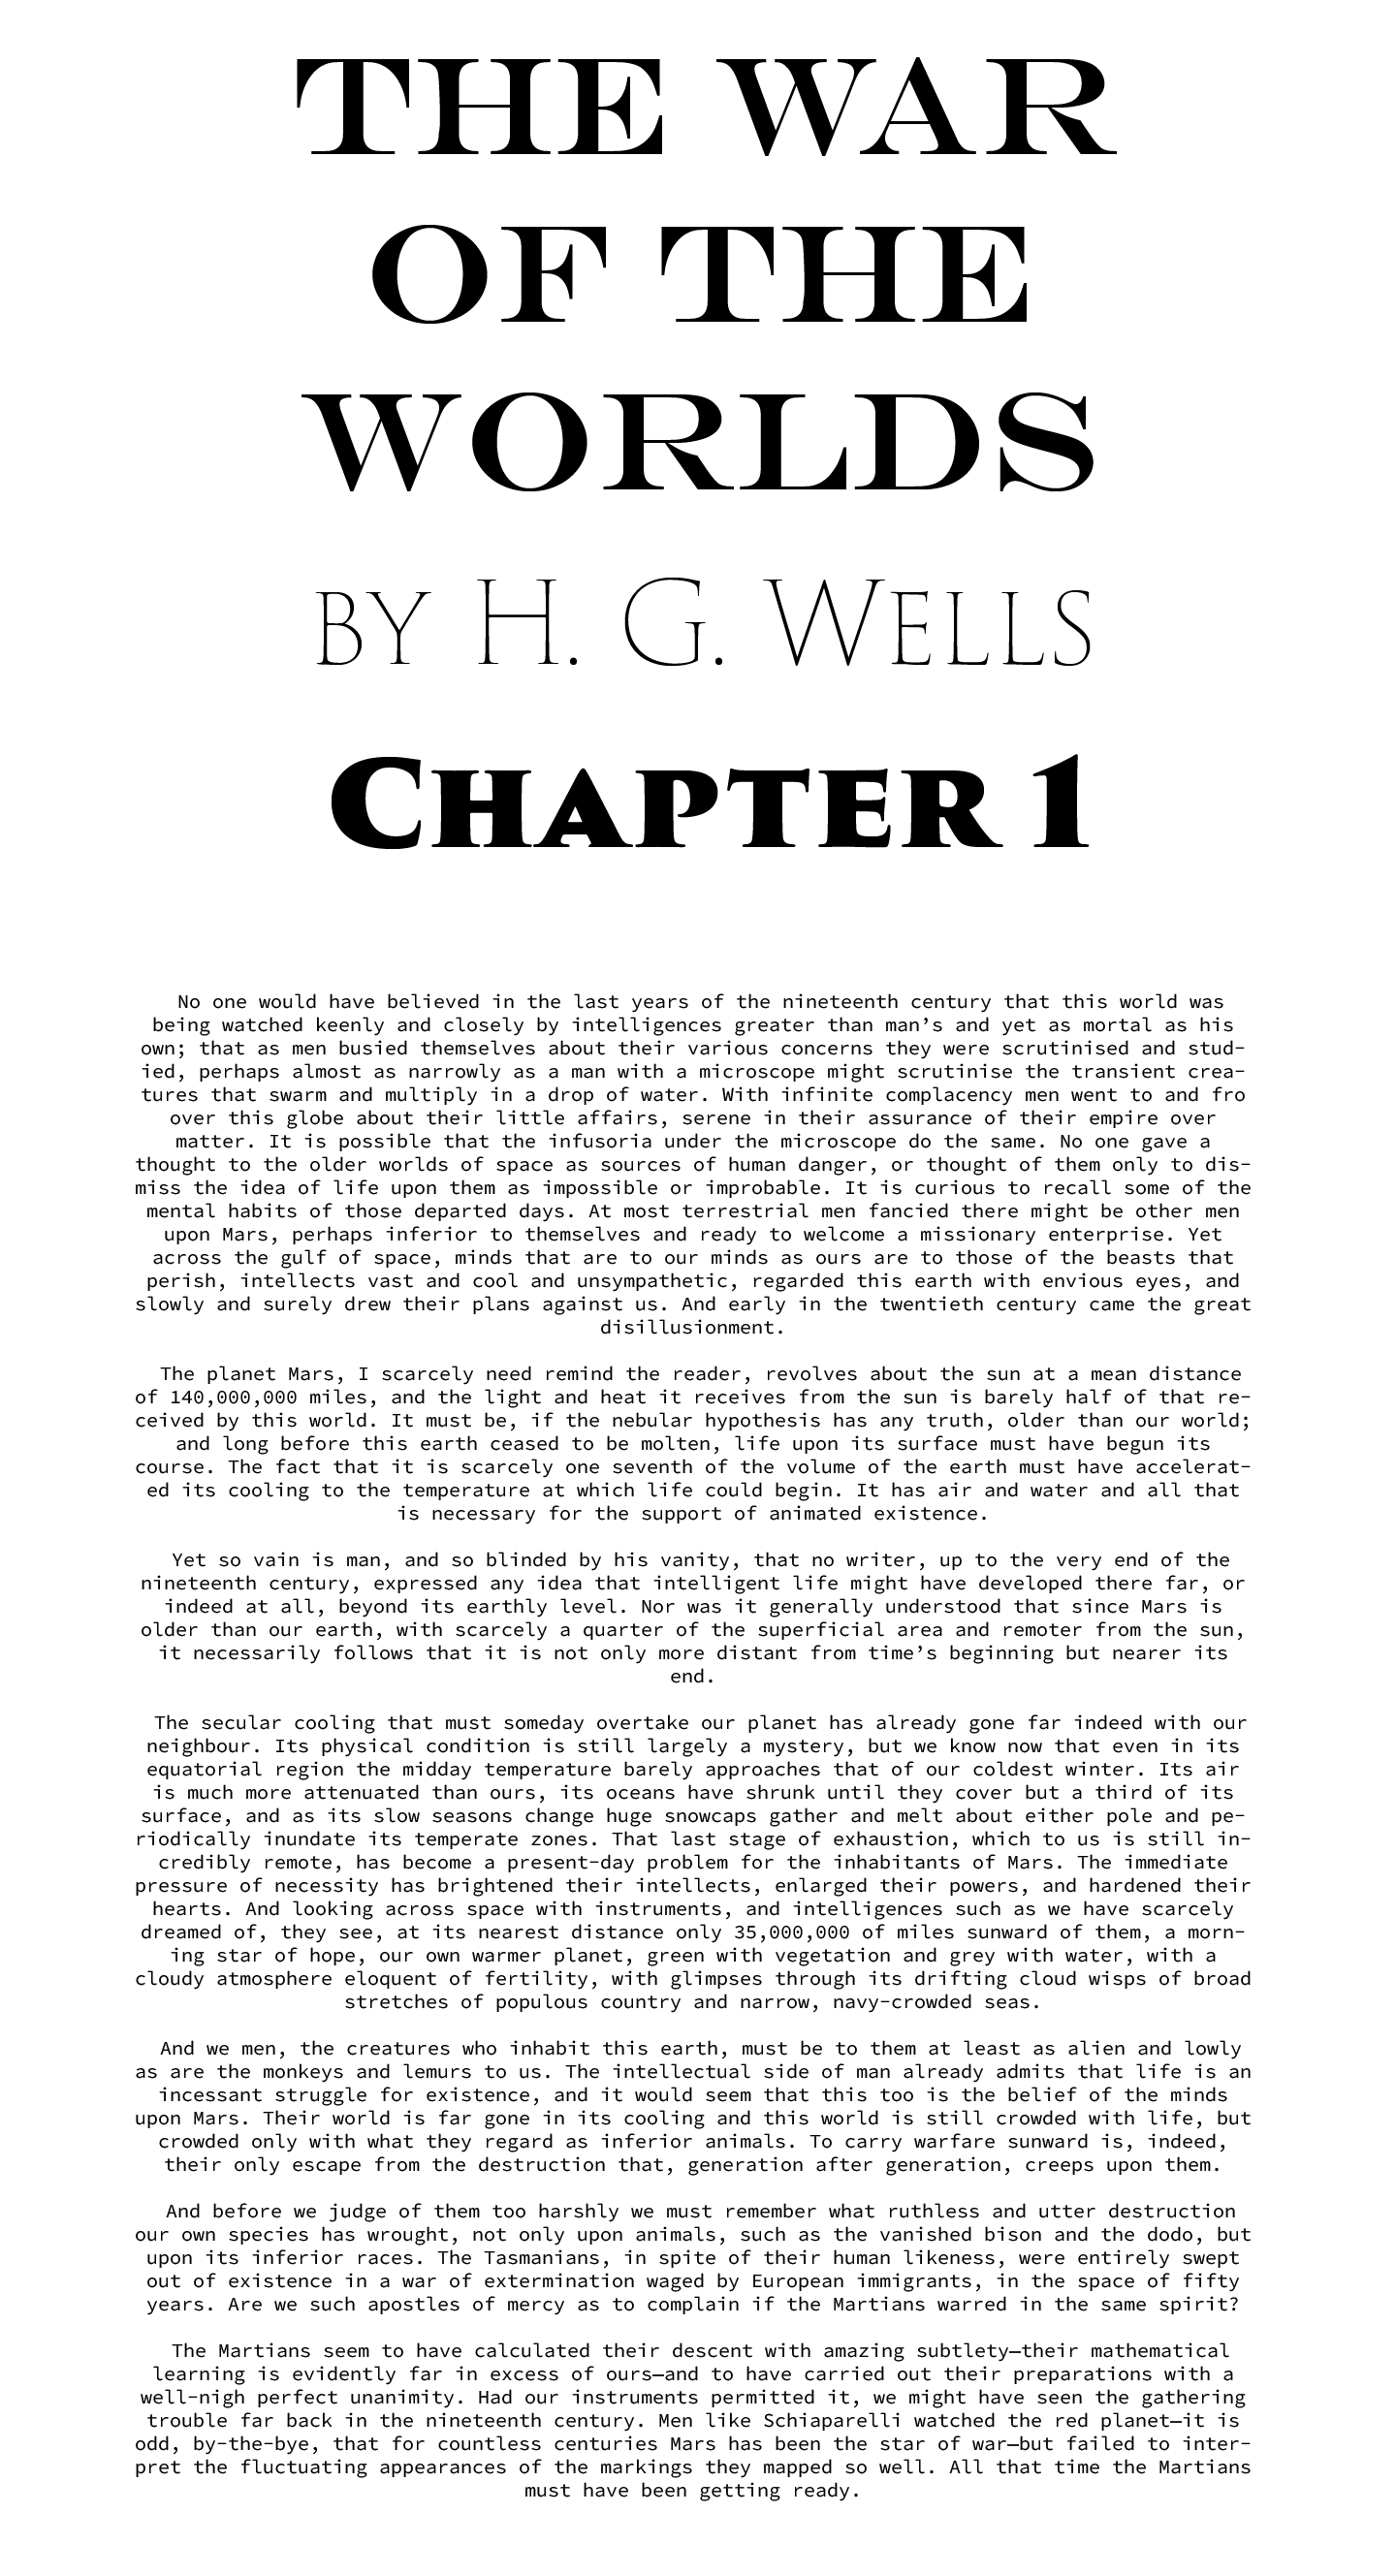 THE WAR
OF THE
WORLDS
BY H. G. WELLS
CHAPTER 1
No one would have believed in the last years of the nineteenth century that this world was
being watched keenly and closely by intelligences greater than man’s and yet as mortal as his
own; that as men busied themselves about their various concerns they were scrutinised and stud-
ied, perhaps almost as narrowly as a man with a microscope might scrutinise the transient crea-
tures that swarm and multiply in a drop of water. With infinite complacency men went to and fro
over this globe about their little affairs, serene in their assurance of their empire over
matter. It is possible that the infusoria under the microscope do the same. No one gave a
thought to the older worlds of space as sources of human danger, or thought of them only to dis-
miss the idea of life upon them as impossible or improbable. It is curious to recall some of the
mental habits of those departed days. At most terrestrial men fancied there might be other men
upon Mars, perhaps inferior to themselves and ready to welcome a missionary enterprise. Yet
across the gulf of space, minds that are to our minds as ours are to those of the beasts that
perish, intellects vast and cool and unsympathetic, regarded this earth with envious eyes, and
slowly and surely drew their plans against us. And early in the twentieth century came the great
disillusionment.
The planet Mars, I scarcely need remind the reader, revolves about the sun at a mean distance
of 140,000,000 miles, and the light and heat it receives from the sun is barely half of that re-
ceived by this world. It must be, if the nebular hypothesis has any truth, older than our world;
and long before this earth ceased to be molten, life upon its surface must have begun its
course. The fact that it is scarcely one seventh of the volume of the earth must have accelerat-
ed its cooling to the temperature at which life could begin. It has air and water and all that
is necessary for the support of animated existence.
Yet so vain is man, and so blinded by his vanity, that no writer, up to the very end of the
nineteenth century, expressed any idea that intelligent life might have developed there far, or
indeed at all, beyond its earthly level. Nor was it generally understood that since Mars is
older than our earth, with scarcely a quarter of the superficial area and remoter from the sun,
it necessarily follows that it is not only more distant from time’s beginning but nearer its
end.
The secular cooling that must someday overtake our planet has already gone far indeed with our
neighbour. Its physical condition is still largely a mystery, but we know now that even in its
equatorial region the midday temperature barely approaches that of our coldest winter. Its air
is much more attenuated than ours, its oceans have shrunk until they cover but a third of its
surface, and as its slow seasons change huge snowcaps gather and melt about either pole and pe-
riodically inundate its temperate zones. That last stage of exhaustion, which to us is still in-
credibly remote, has become a present-day problem for the inhabitants of Mars. The immediate
pressure of necessity has brightened their intellects, enlarged their powers, and hardened their
hearts. And looking across space with instruments, and intelligences such as we have scarcely
dreamed of, they see, at its nearest distance only 35,000,000 of miles sunward of them, a morn-
ing star of hope, our own warmer planet, green with vegetation and grey with water, with a
cloudy atmosphere eloquent of fertility, with glimpses through its drifting cloud wisps of broad
stretches of populous country and narrow, navy-crowded seas.
And we men, the creatures who inhabit this earth, must be to them at least as alien and lowly
as are the monkeys and lemurs to us. The intellectual side of man already admits that life is an
incessant struggle for existence, and it would seem that this too is the belief of the minds
upon Mars. Their world is far gone in its cooling and this world is still crowded with life, but
crowded only with what they regard as inferior animals. To carry warfare sunward is, indeed,
their only escape from the destruction that, generation after generation, creeps upon them.
And before we judge of them too harshly we must remember what ruthless and utter destruction
our own species has wrought, not only upon animals, such as the vanished bison and the dodo, but
upon its inferior races. The Tasmanians, in spite of their human likeness, were entirely swept
out of existence in a war of extermination waged by European immigrants, in the space of fifty
years. Are we such apostles of mercy as to complain if the Martians warred in the same spirit?
The Martians seem to have calculated their descent with amazing subtlety—their mathematical
learning is evidently far in excess of ours—and to have carried out their preparations with a
well-nigh perfect unanimity. Had our instruments permitted it, we might have seen the gathering
trouble far back in the nineteenth century. Men like Schiaparelli watched the red planet—it is
odd, by-the-bye, that for countless centuries Mars has been the star of war—but failed to inter-
pret the fluctuating appearances of the markings they mapped so well. All that time the Martians
must have been getting ready.